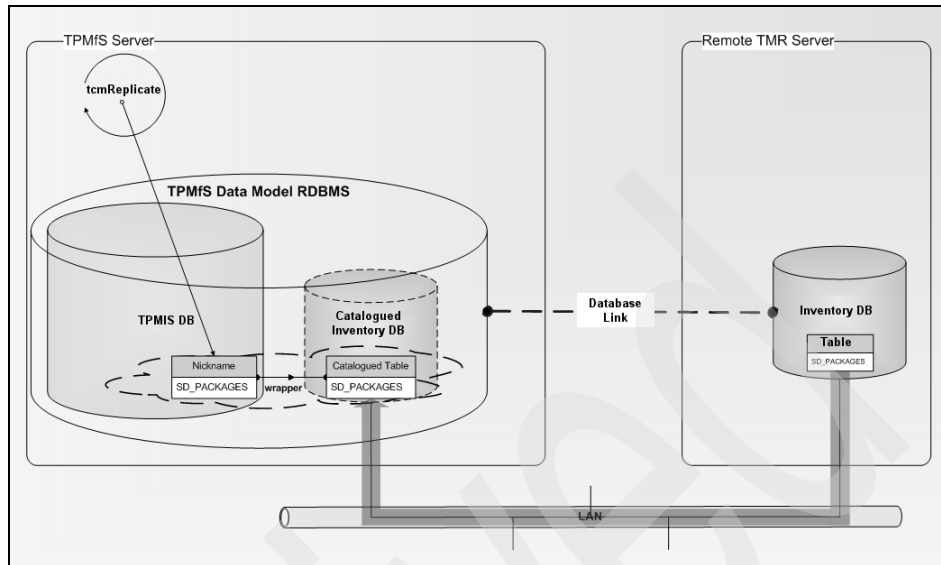 TPMfS Server
Remote TMR Server
tcmReplicate
TPMfS Data Model RDBMS
TPMIS DB
Catalogued
Inventory DB
Database
Link
Inventory DB
Table
SD_PACKAGES
Nickname
SD_PACKAGES
wrapper
Catalogued Table
SD_PACKAGES
LAN